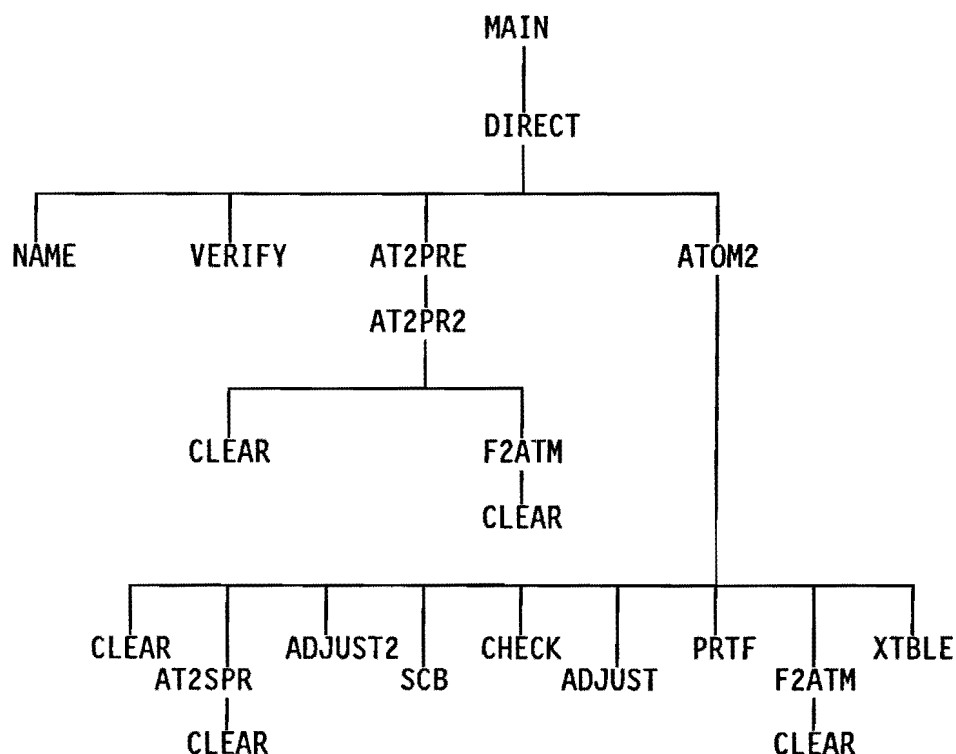 MAIN
DIRECT
NAME VERIFY AT2PRE ATOM2
AT2PR2
CLEAR F2ATM
CLEAR
CLEAR ADJUST2 CHECK PRTF XTBLE
AT2SPR SCB ADJUST F2ATM
CLEAR CLEAR